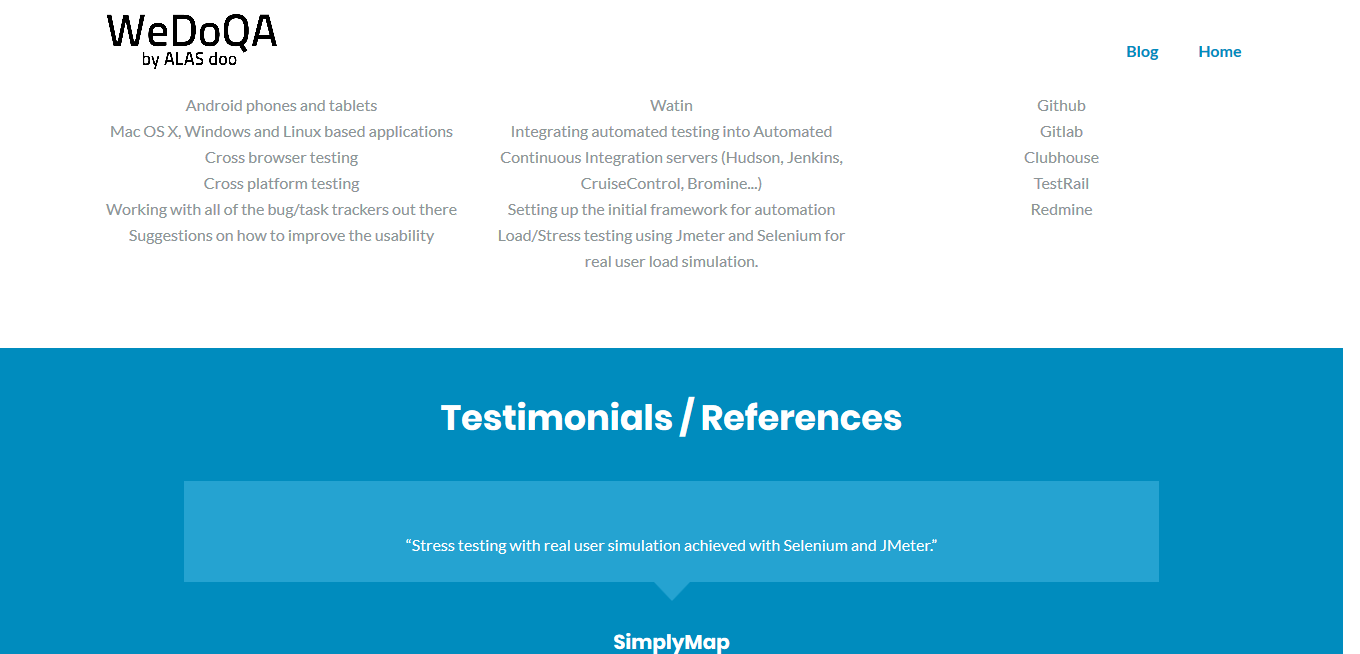 WeDoQA
by ALAS doo
Blog
Home
Android phones and tablets
Mac OS X, Windows and Linux based applications
Cross browser testing
Cross platform testing
Working with all of the bug/task trackers out there
Suggestions on how to improve the usability
Watin
Integrating automated testing into Automated
Continuous Integration servers (Hudson, Jenkins,
CruiseControl, Bromine...)
Setting up the initial framework for automation
Load/Stress testing using Jmeter and Selenium for
real user load simulation.
Github
Gitlab
Clubhouse
TestRail
Redmine
Testimonials / References
“Stress testing with real user simulation achieved with Selenium and JMeter.”
SimplyMap